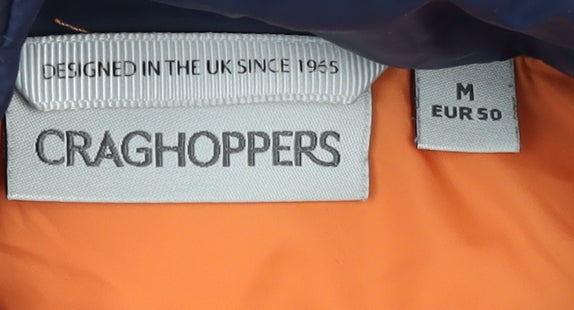 DESIGNED IN THE UK SINCE 1965
CRAGHOPPERS
M
EUR 50